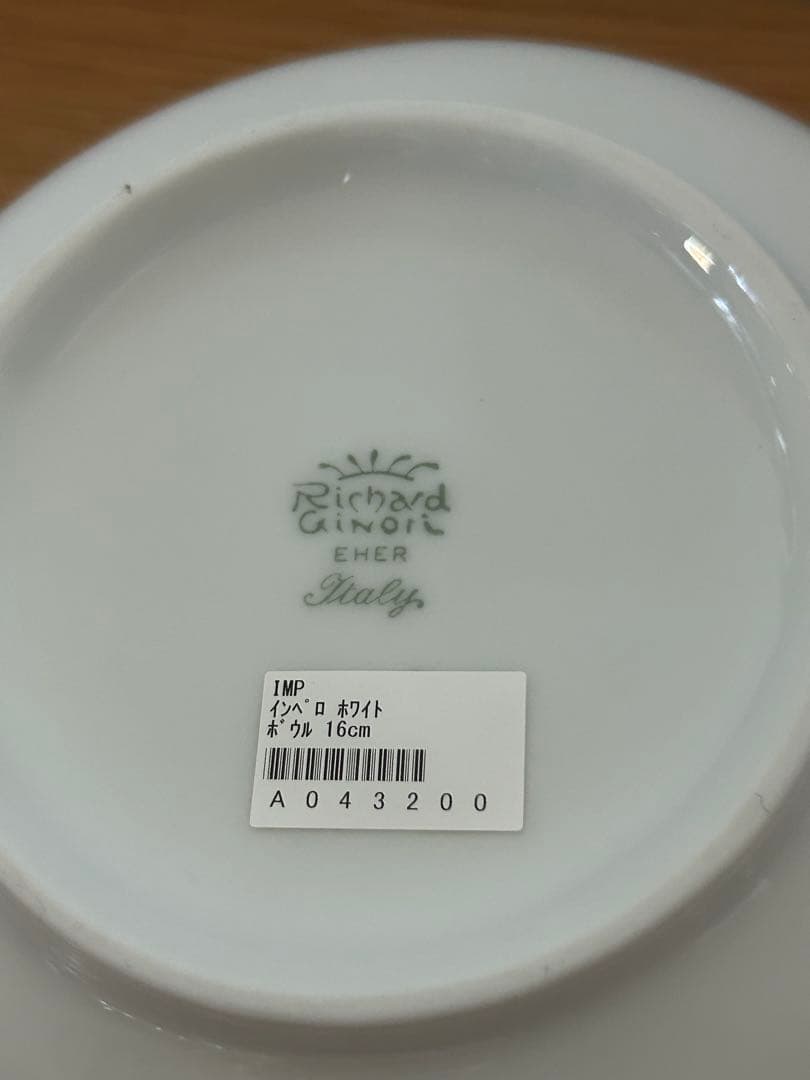 Richard
GiNORI
EHER
Italy
IMP
ｲﾝﾍﾟﾛ ﾎﾜｲﾄ
ﾎﾞｳﾙ 16cm
A043200